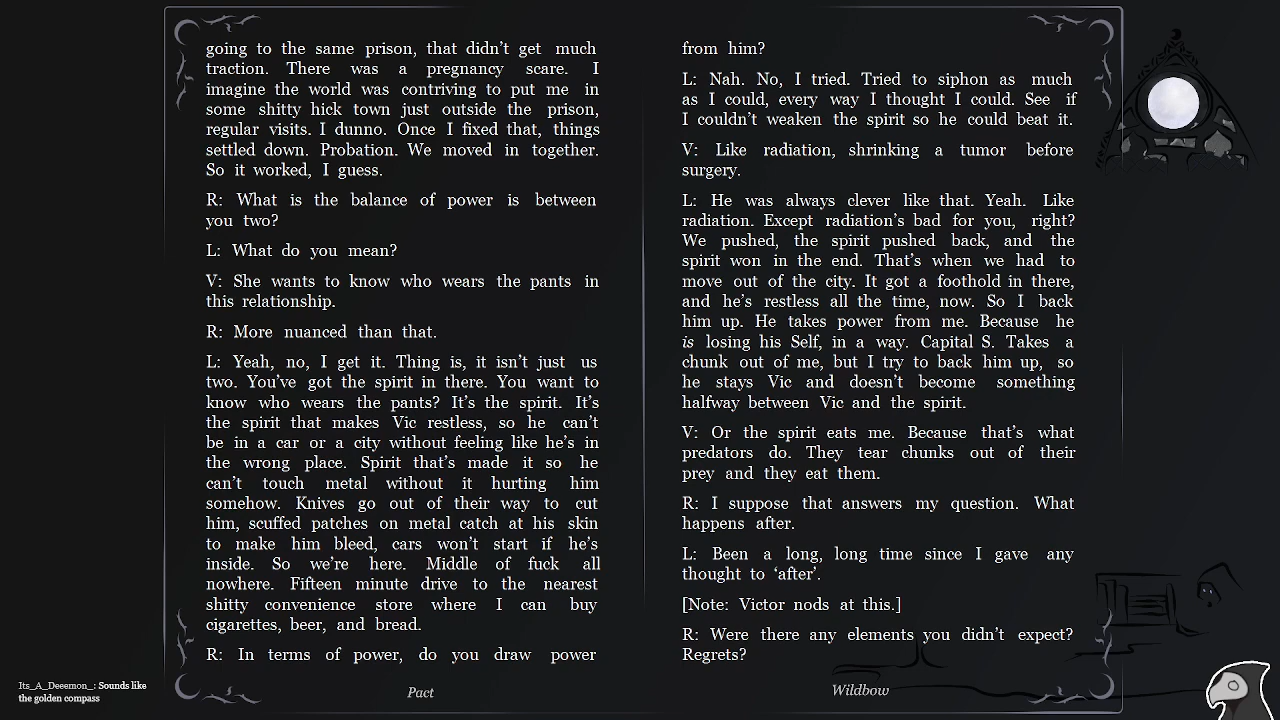 going to the same prison, that didn't get much
traction. There was a pregnancy scare. I
imagine the world was contriving to put me in
some shitty hick town just outside the prison,
regular visits. I dunno. Once I fixed that, things
settled down. Probation. We moved in together.
So it worked, I guess.
R: What is the balance of power is between
you two?
L: What do you mean?
V: She wants to know who wears the pants in
this relationship.
R: More nuanced than that.
L: Yeah, no, I get it. Thing is, it isn't just us
two. You've got the spirit in there. You want to
know who wears the pants? It's the spirit. It's
the spirit that makes Vic restless, so he can't
be in a car or a city without feeling like he's in
the wrong place. Spirit that's made it so he
can't touch metal without it hurting him
somehow. Knives go out of their way to cut
him, scuffed patches on metal catch at his skin
to make him bleed, cars won't start if he's
inside. So we're here. Middle of fuck all
nowhere. Fifteen minute drive to the nearest
shitty convenience store where I can buy
cigarettes, beer, and bread.
R: In terms of power, do you draw power
from him?
L: Nah. No, I tried. Tried to siphon as much
as I could, every way I thought I could. See if
I couldn't weaken the spirit so he could beat it.
V: Like radiation, shrinking a tumor before
surgery.
L: He was always clever like that. Yeah. Like
radiation. Except radiation's bad for you, right?
We pushed, the spirit pushed back, and the
spirit won in the end. That's when we had to
move out of the city. It got a foothold in there,
and he's restless all the time, now. So I back
him up. He takes power from me. Because he
is losing his Self, in a way. Capital S. Takes a
chunk out of me, but I try to back him up, so
he stays Vic and doesn't become something
halfway between Vic and the spirit.
V: Or the spirit eats me. Because that's what
predators do. They tear chunks out of their
prey and they eat them.
R: I suppose that answers my question. What
happens after.
L: Been a long, long time since I gave any
thought to 'after'.
[Note: Victor nods at this.]
R: Were there any elements you didn't expect?
Regrets?
Its_A_Deeemon_: Sounds like
the golden compass
Pact
Wildbow